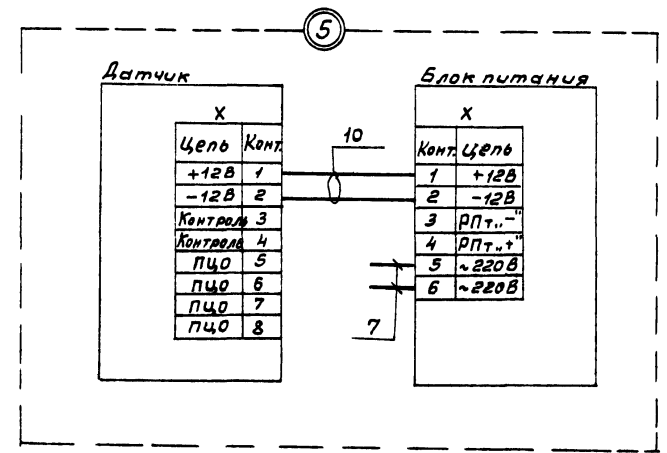 5
Датчик
Х
Цепь Конт.
+12В 1
-12В 2
Контроль 3
Контроль 4
ПЦО 5
ПЦО 6
ПЦО 7
ПЦО 8
10
7
Блок питания
Х
Конт. Цепь
1 +12В
2 -12В
3 РПт„-"
4 РПт„+"
5 ~220В
6 ~220В